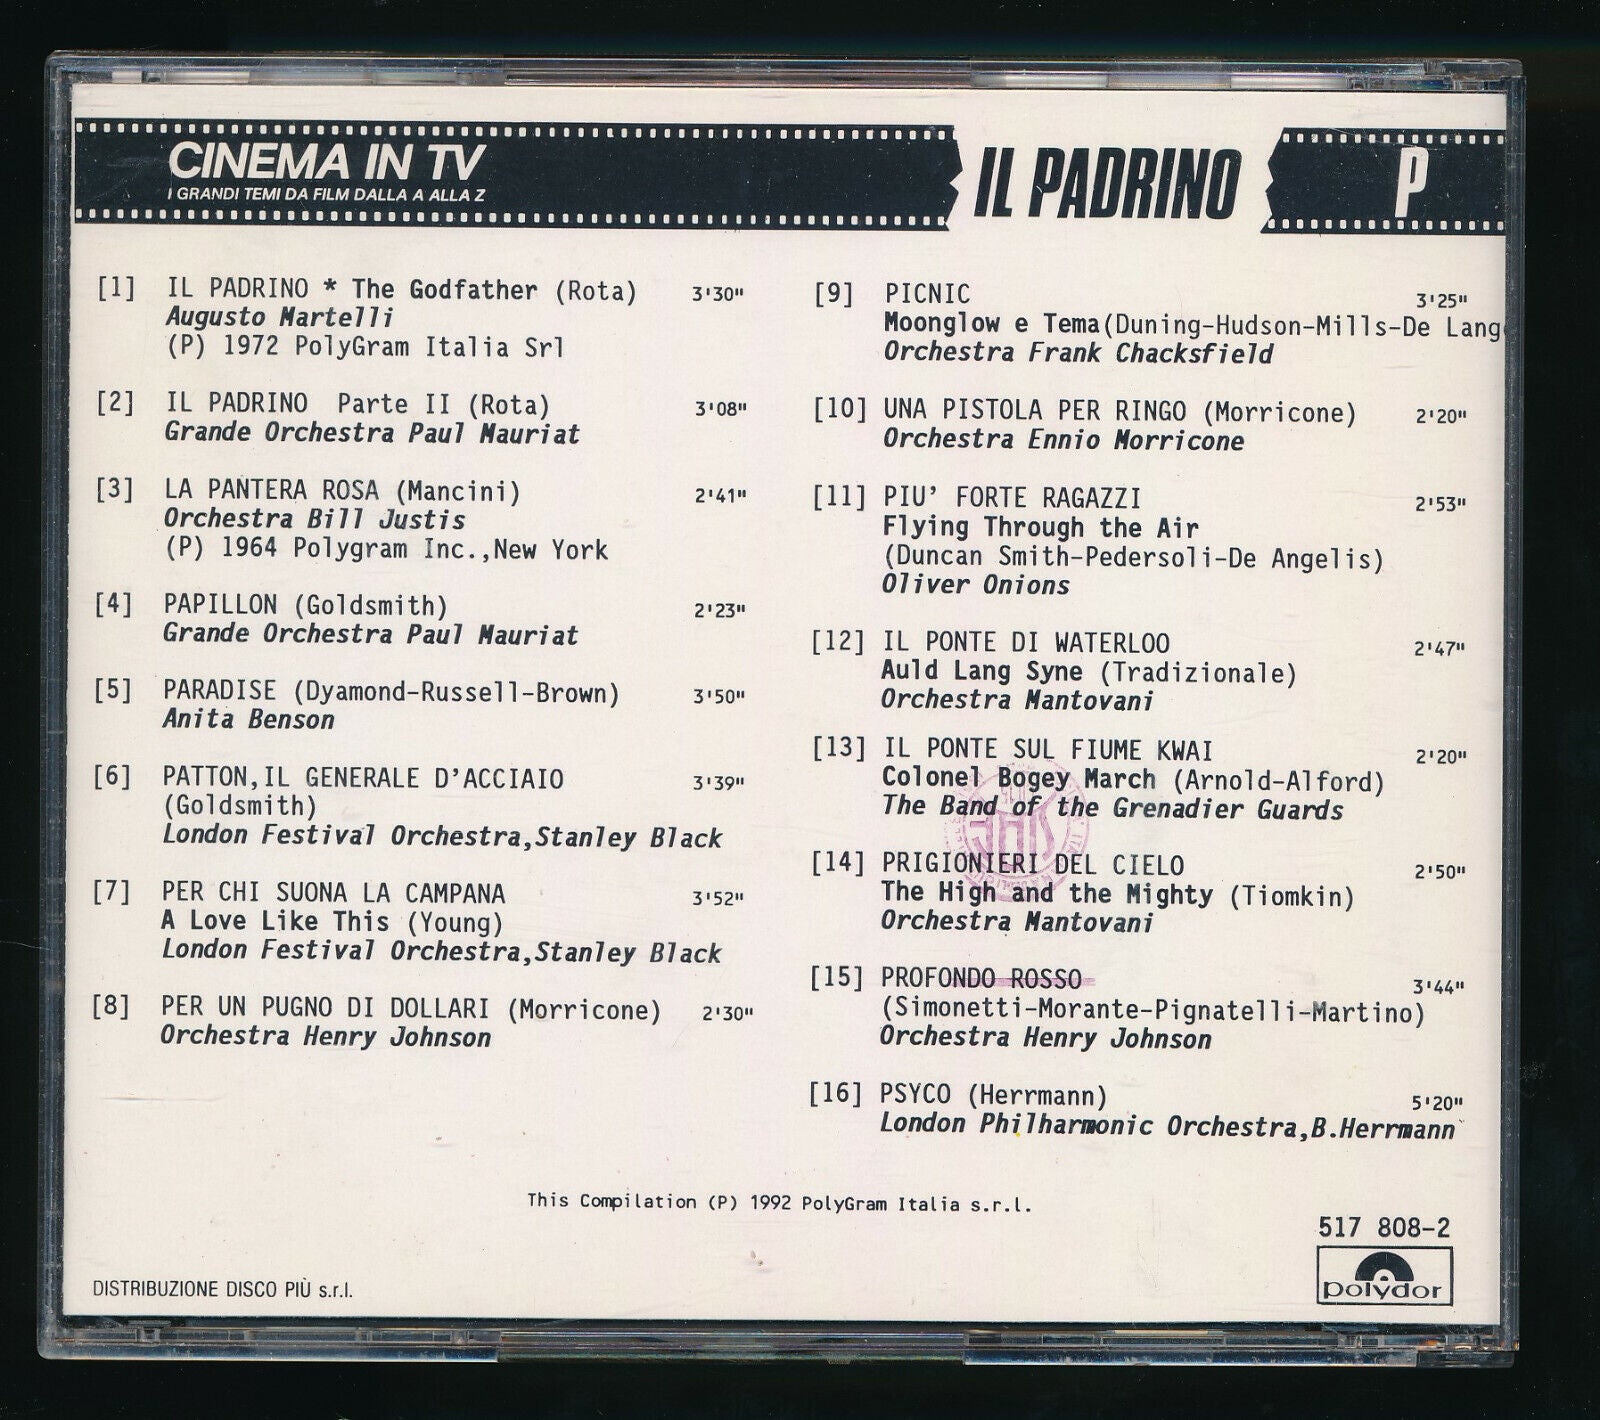 CINEMA IN TV
I GRANDI TEMI DA FILM DALLA A ALLA Z
IL PADRINO
P
[1] IL PADRINO * The Godfather (Rota) 3'30"
Augusto Martelli
(P) 1972 PolyGram Italia Srl
[2] IL PADRINO Parte II (Rota) 3'08"
Grande Orchestra Paul Mauriat
[3] LA PANTERA ROSA (Mancini) 2'41"
Orchestra Bill Justis
(P) 1964 Polygram Inc.,New York
[4] PAPILLON (Goldsmith) 2'23"
Grande Orchestra Paul Mauriat
[5] PARADISE (Dyamond-Russell-Brown) 3'50"
Anita Benson
[6] PATTON,IL GENERALE D'ACCIAIO 3'39"
(Goldsmith)
London Festival Orchestra,Stanley Black
[7] PER CHI SUONA LA CAMPANA 3'52"
A Love Like This (Young)
London Festival Orchestra,Stanley Black
[8] PER UN PUGNO DI DOLLARI (Morricone) 2'30"
Orchestra Henry Johnson
[9] PICNIC 3'25"
Moonglow e Tema(Duning-Hudson-Mills-De Lang
Orchestra Frank Chacksfield
[10] UNA PISTOLA PER RINGO (Morricone) 2'20"
Orchestra Ennio Morricone
[11] PIU' FORTE RAGAZZI 2'53"
Flying Through the Air
(Duncan Smith-Pedersoli-De Angelis)
Oliver Onions
[12] IL PONTE DI WATERLOO 2'47"
Auld Lang Syne (Tradizionale)
Orchestra Mantovani
[13] IL PONTE SUL FIUME KWAI 2'20"
Colonel Bogey March (Arnold-Alford)
The Band of the Grenadier Guards
[14] PRIGIONIERI DEL CIELO 2'50"
The High and the Mighty (Tiomkin)
Orchestra Mantovani
[15] PROFONDO ROSSO 3'44"
(Simonetti-Morante-Pignatelli-Martino)
Orchestra Henry Johnson
[16] PSYCO (Herrmann) 5'20"
London Philharmonic Orchestra,B.Herrmann
This Compilation (P) 1992 PolyGram Italia s.r.l.
517 808-2
polydor
DISTRIBUZIONE DISCO PIÙ s.r.l.